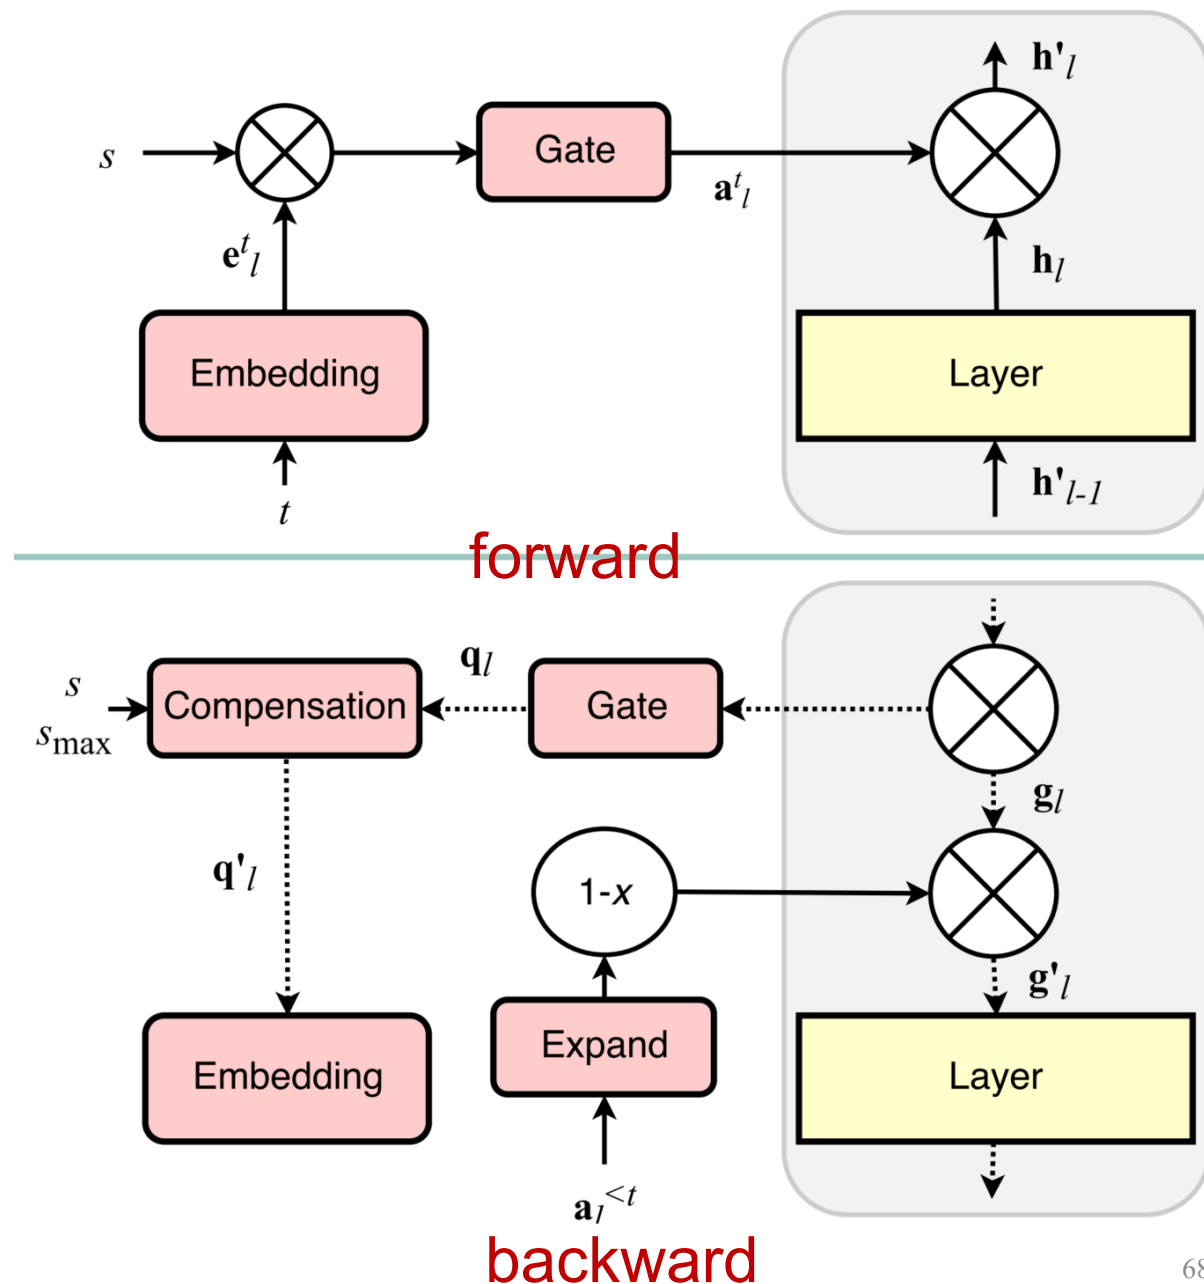 h'l
s
Gate
a^t_l
e^t_l
h_l
Embedding
Layer
h'_{l-1}
t
forward
q_l
s
s_max
Compensation
Gate
g_l
q'_l
1-x
g'_l
Expand
Embedding
Layer
a_l^{<t}
backward
68